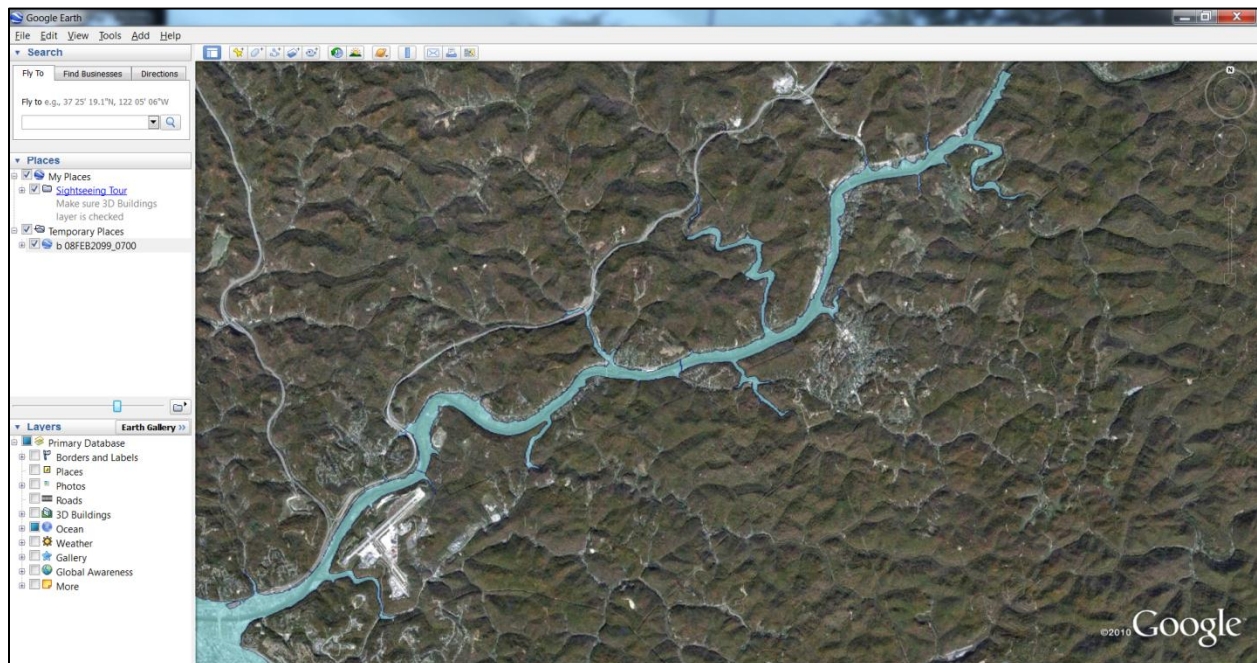 Google Earth
File Edit View Tools Add Help
Search
Fly To Find Businesses Directions
Fly to e.g., 37 25' 19.1"N, 122 05' 06"W
Places
My Places
Sightseeing Tour
Make sure 3D Buildings
layer is checked
Temporary Places
b 08FEB2099_0700
Layers Earth Gallery »
Primary Database
Borders and Labels
Places
Photos
Roads
3D Buildings
Ocean
Weather
Gallery
Global Awareness
More
N
©2010 Google